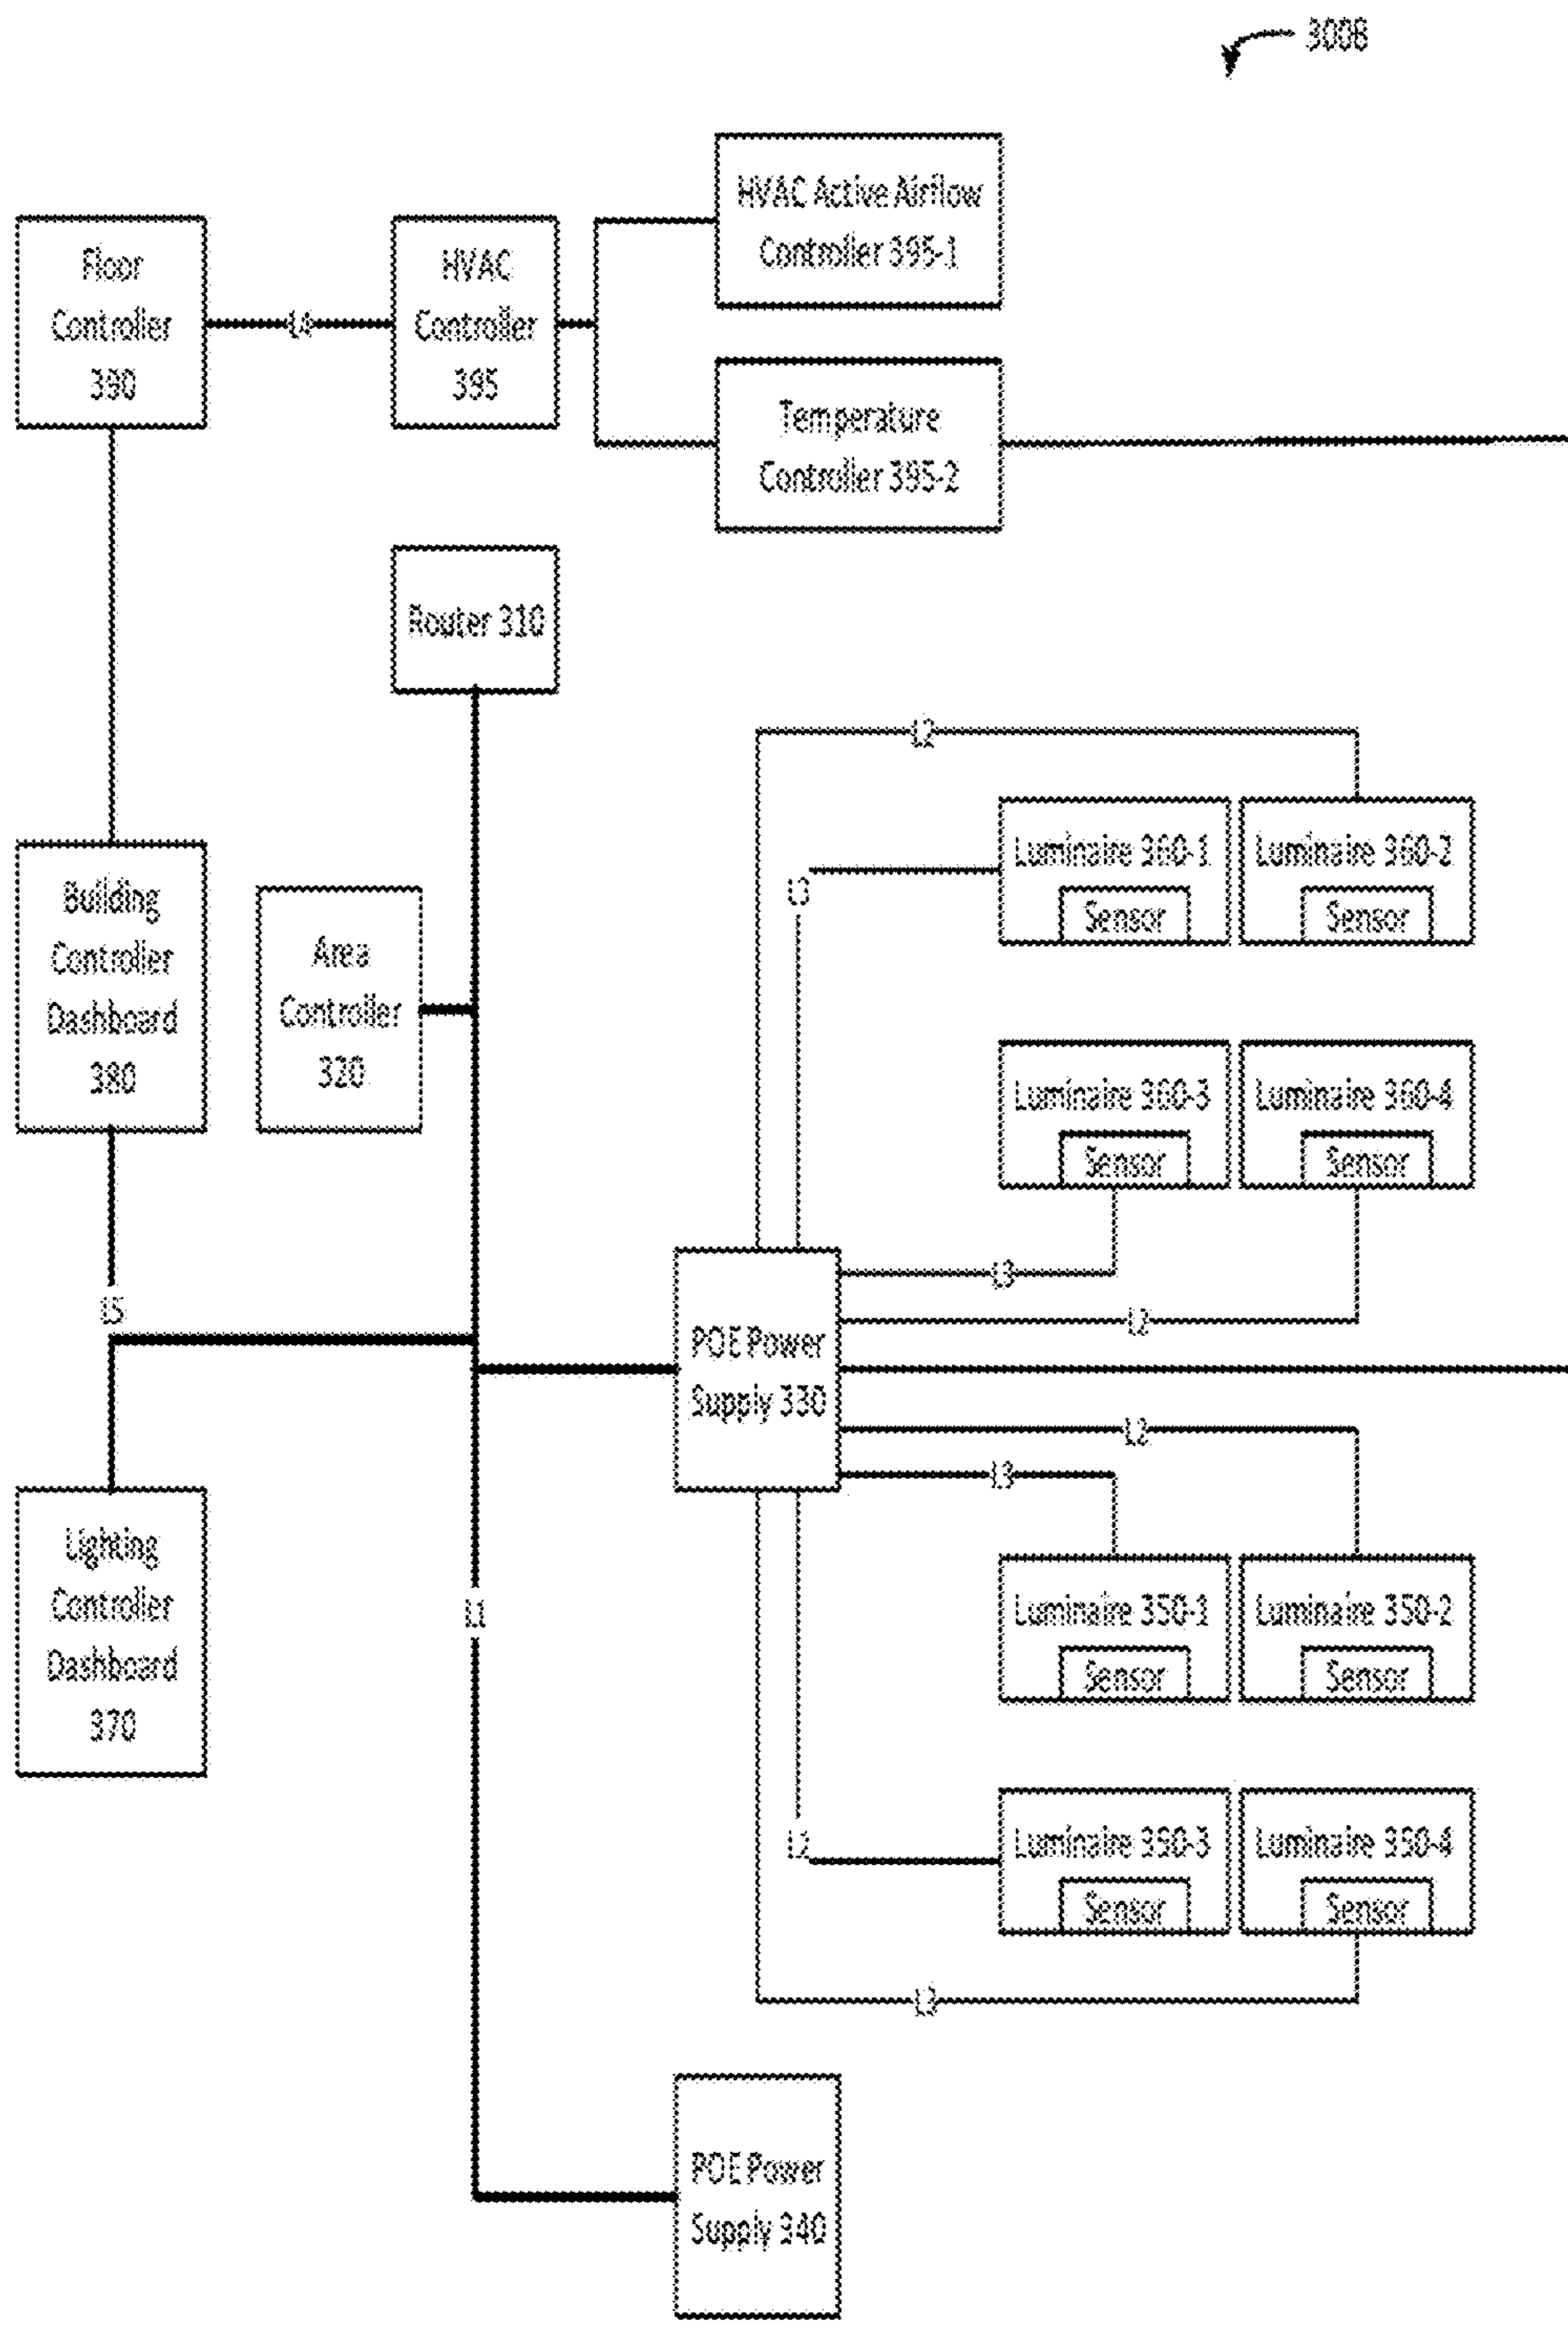 300B
HVAC Active Airflow
Controller 395-1
Floor
Controller
390
L4
HVAC
Controller
395
Temperature
Controller 395-2
Router 310
L2
Luminaire 360-1
Sensor
Luminaire 360-2
Sensor
L3
Building
Controller
Dashboard
380
Area
Controller
320
Luminaire 360-3
Sensor
Luminaire 360-4
Sensor
L3
L2
L5
POE Power
Supply 330
L2
L3
Lighting
Controller
Dashboard
370
L1
Luminaire 350-1
Sensor
Luminaire 350-2
Sensor
L2
Luminaire 350-3
Sensor
Luminaire 350-4
Sensor
L3
POE Power
Supply 340